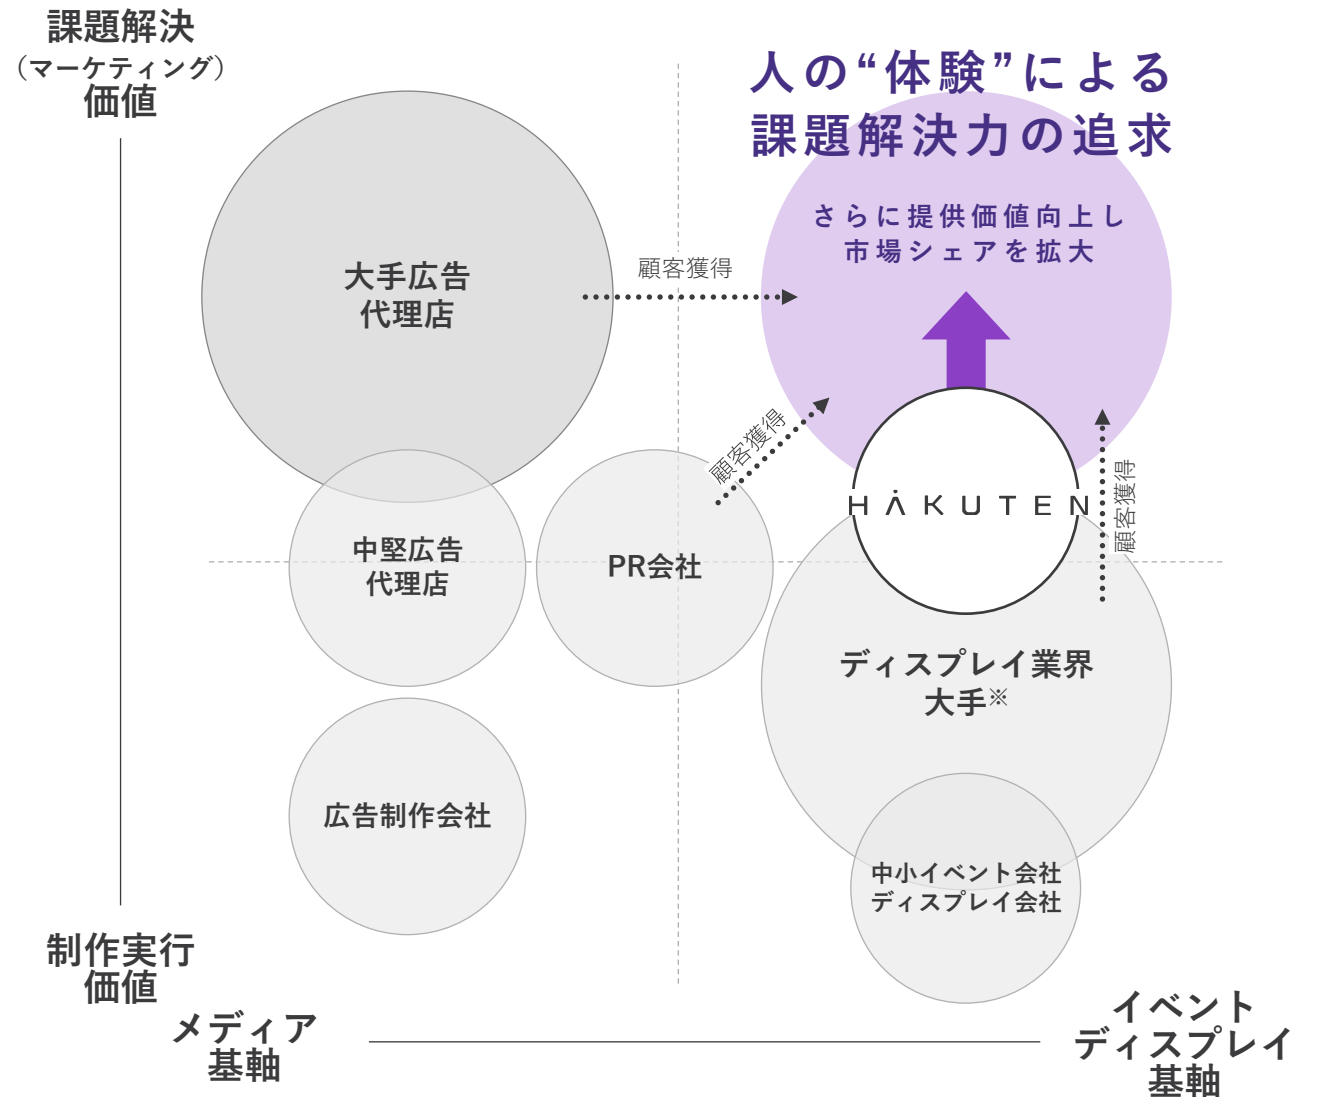 課題解決
（マーケティング）
価値
人の“体験”による
課題解決力の追求
さらに提供価値向上し
市場シェアを拡大
大手広告
代理店
顧客獲得
顧客獲得
顧客獲得
HAKUTEN
中堅広告
代理店
PR会社
ディスプレイ業界
大手※
広告制作会社
中小イベント会社
ディスプレイ会社
制作実行
価値
メディア
基軸
イベント
ディスプレイ
基軸